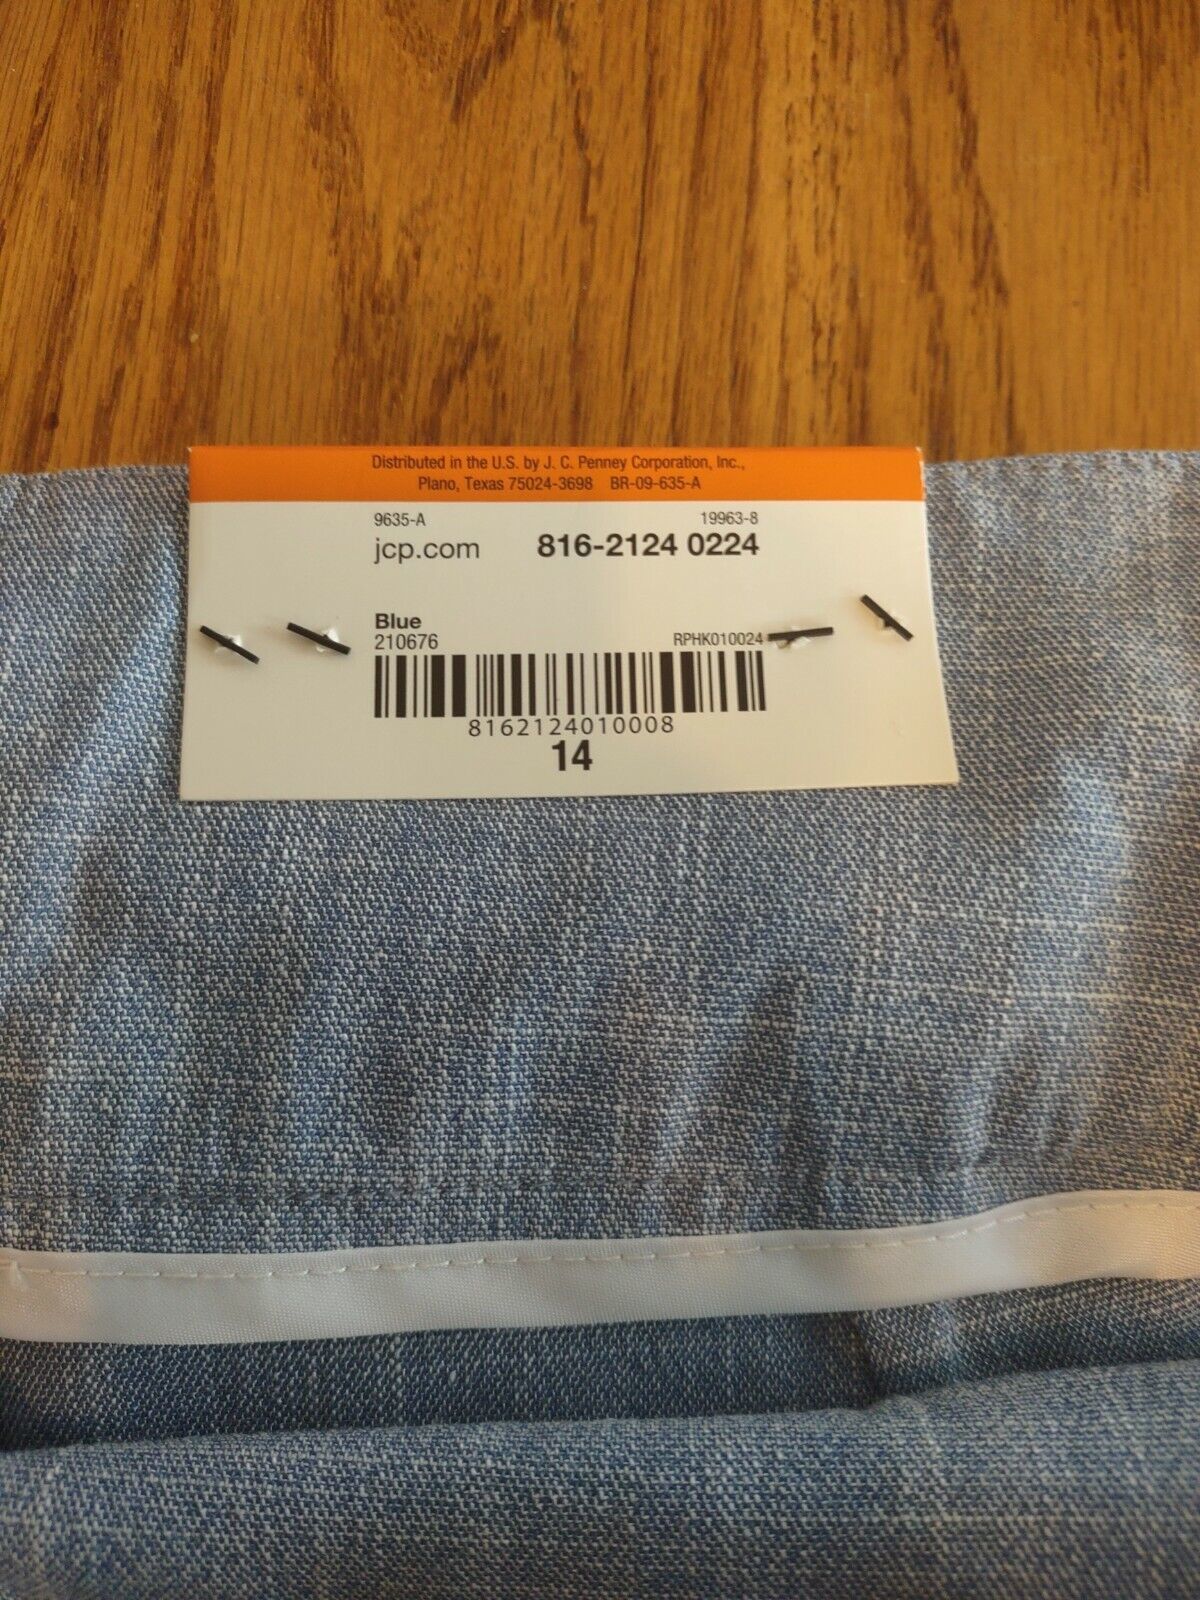 Distributed in the U.S. by J. C. Penney Corporation, Inc.,
Plano, Texas 75024-3698 BR-09-635-A
9635-A 19963-8
jcp.com 816-2124 0224
Blue
210676 RPHK010024
8162124010008
14